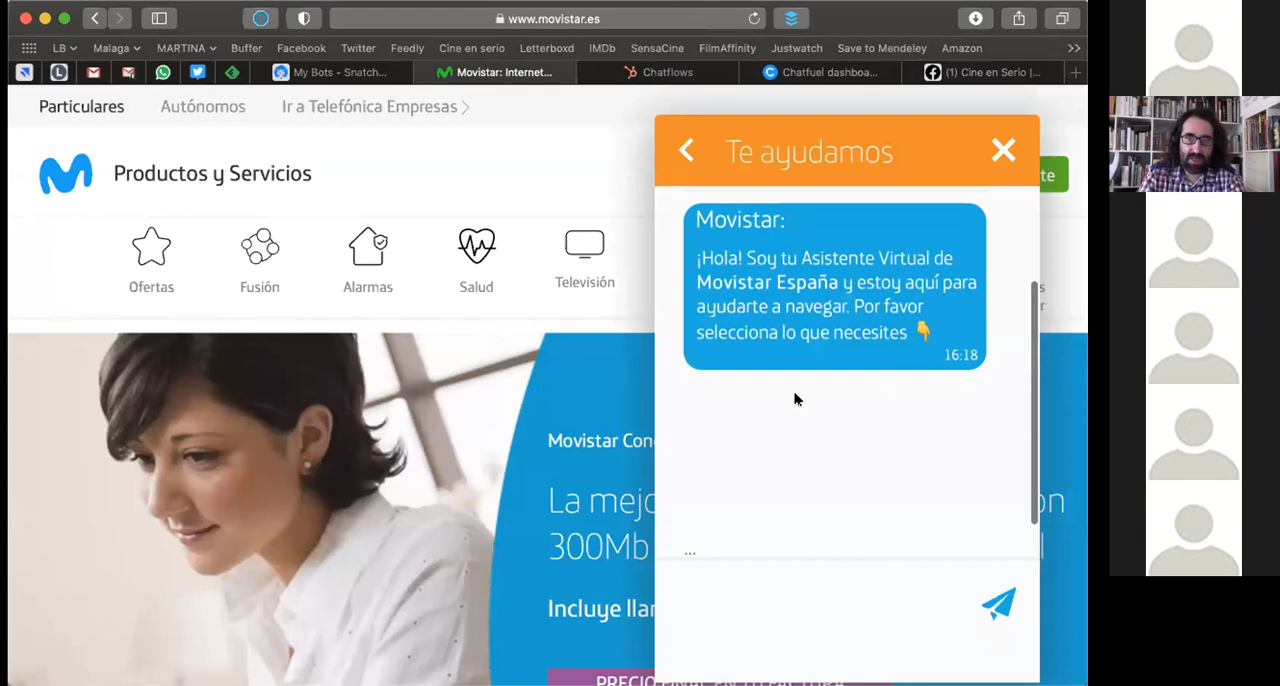 www.movistar.es
LB
Malaga
MARTINA
Buffer
Facebook
Twitter
Feedly
Cine en serio
Letterboxd
IMDb
SensaCine
FilmAffinity
Justwatch
Save to Mendeley
Amazon
My Bots - Snatch...
Movistar: Internet...
Chatflows
Chatfuel dashboa...
(1) Cine en Serio |...
Particulares
Autónomos
Ir a Telefónica Empresas
Productos y Servicios
te
Ofertas
Fusión
Alarmas
Salud
Televisión
Te ayudamos
Movistar:
¡Hola! Soy tu Asistente Virtual de
Movistar España y estoy aquí para
ayudarte a navegar. Por favor
selecciona lo que necesites 👇
16:18
...
Movistar Con
La mejo
on
300Mb
Incluye lla